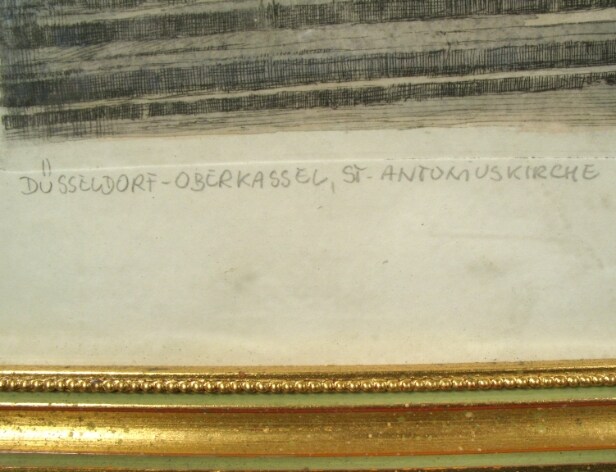 DÜSSELDORF-OBERKASSEL, ST. ANTONIUSKIRCHE